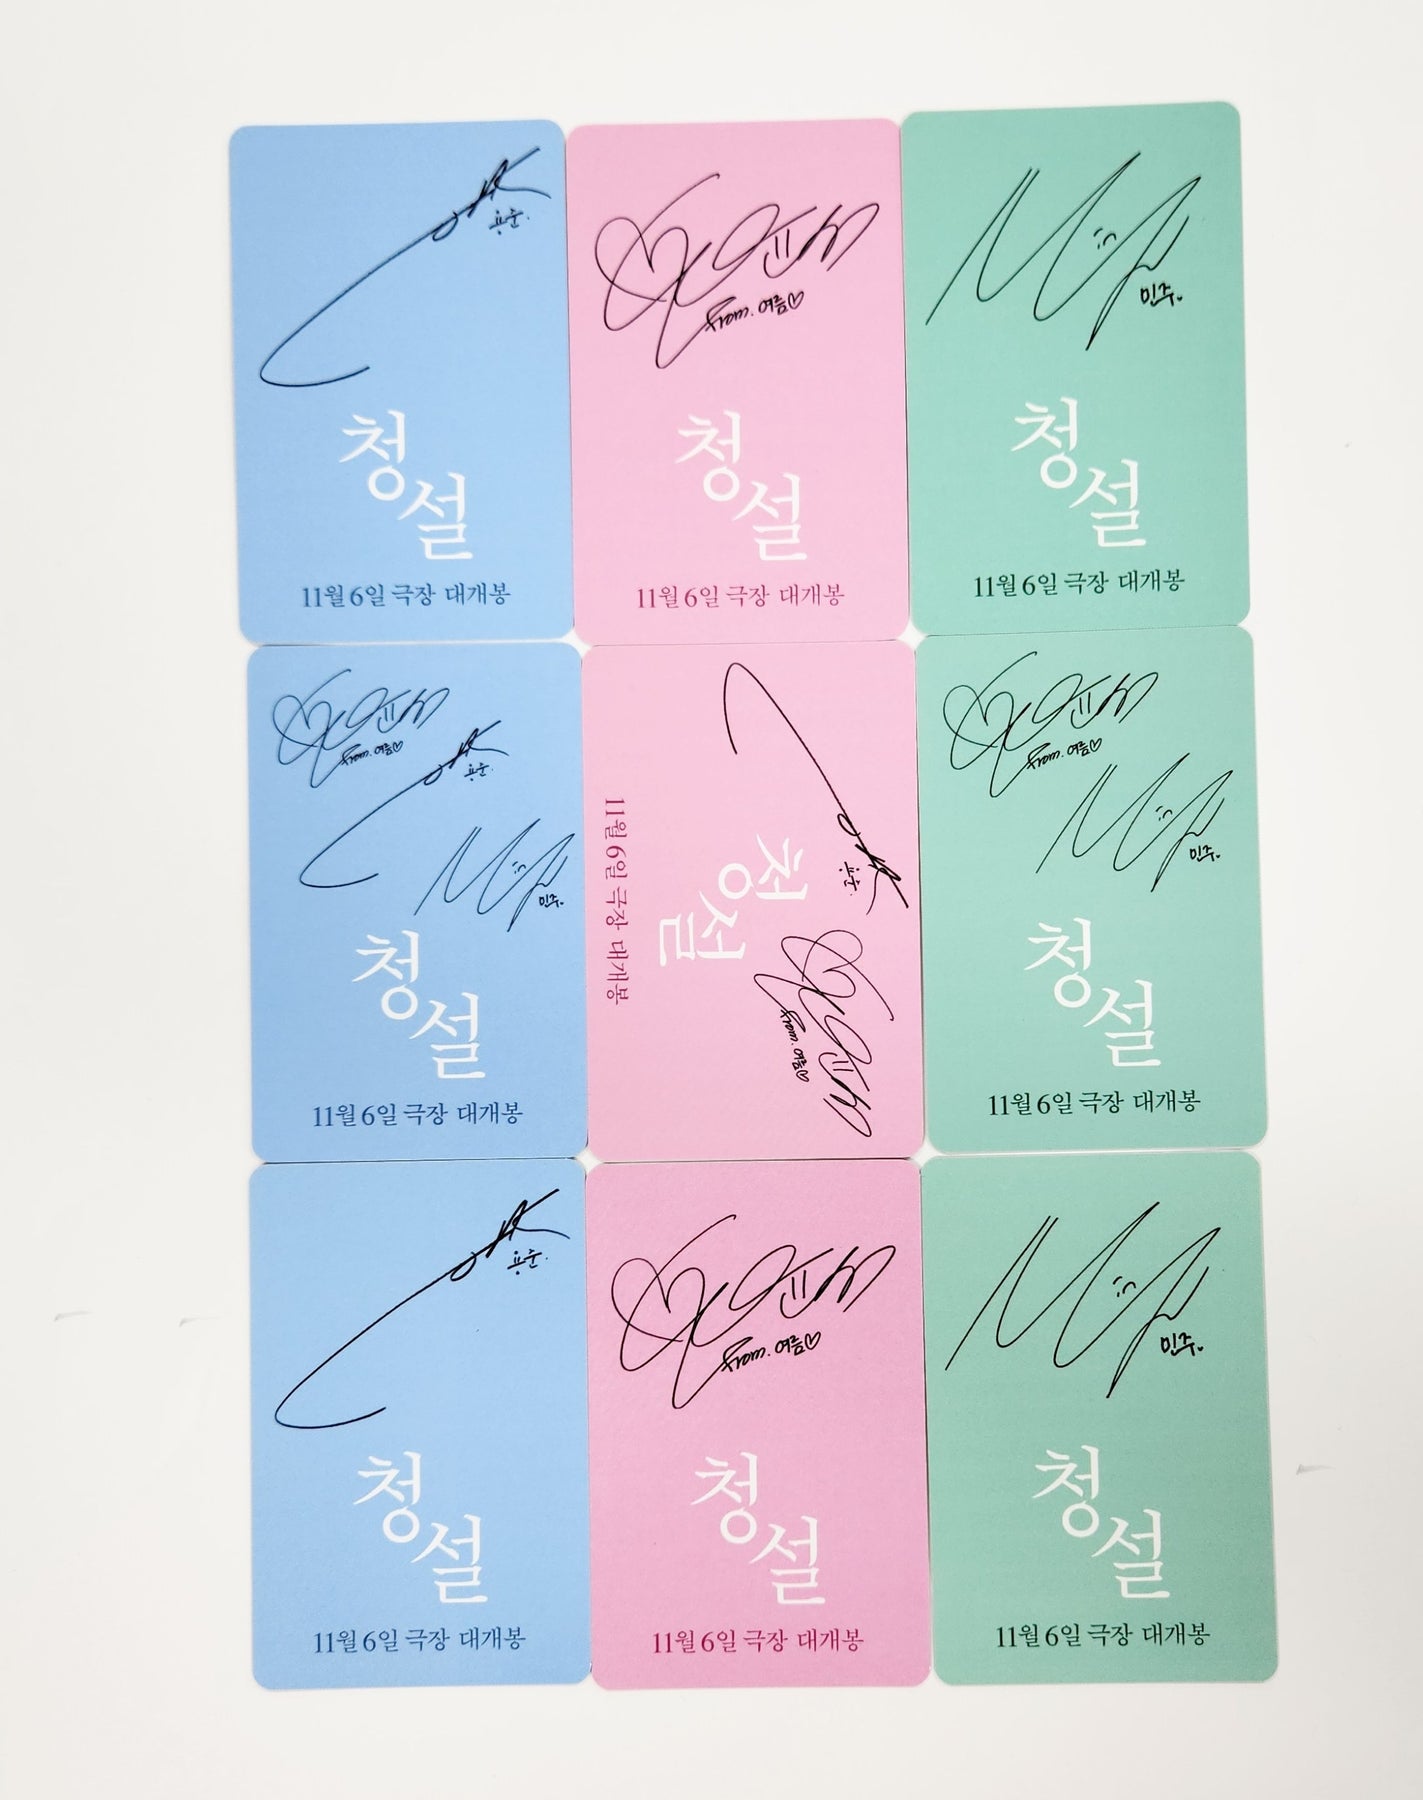 용준.
청
설
11월 6일 극장 대개봉
from. 여름♡
청
설
11월 6일 극장 대개봉
Min
민주.
청
설
11월 6일 극장 대개봉
from. 여름♡
용준.
Min
민주.
청
설
11월 6일 극장 대개봉
용준.
from. 여름♡
청
설
11월 6일 극장 대개봉
from. 여름♡
Min
민주.
청
설
11월 6일 극장 대개봉
용준.
청
설
11월 6일 극장 대개봉
from. 여름♡
청
설
11월 6일 극장 대개봉
Min
민주.
청
설
11월 6일 극장 대개봉